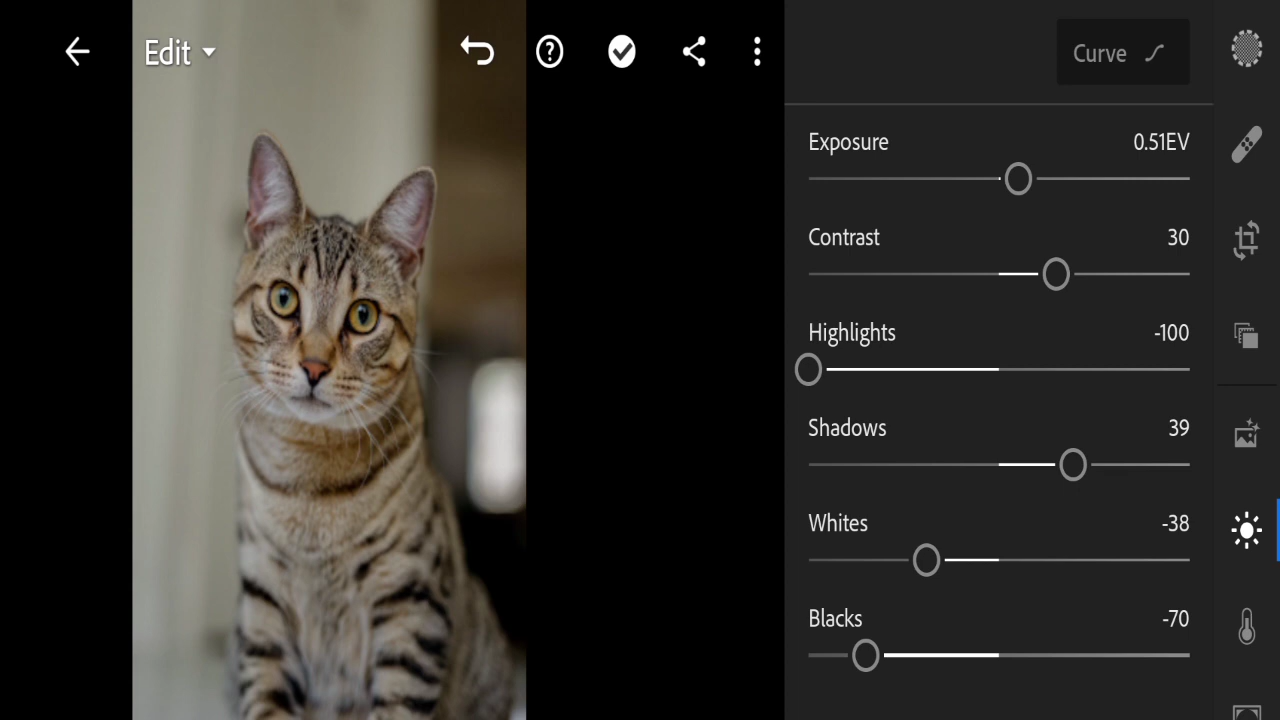 Edit
Curve
Exposure 0.51EV
Contrast 30
Highlights -100
Shadows 39
Whites -38
Blacks -70